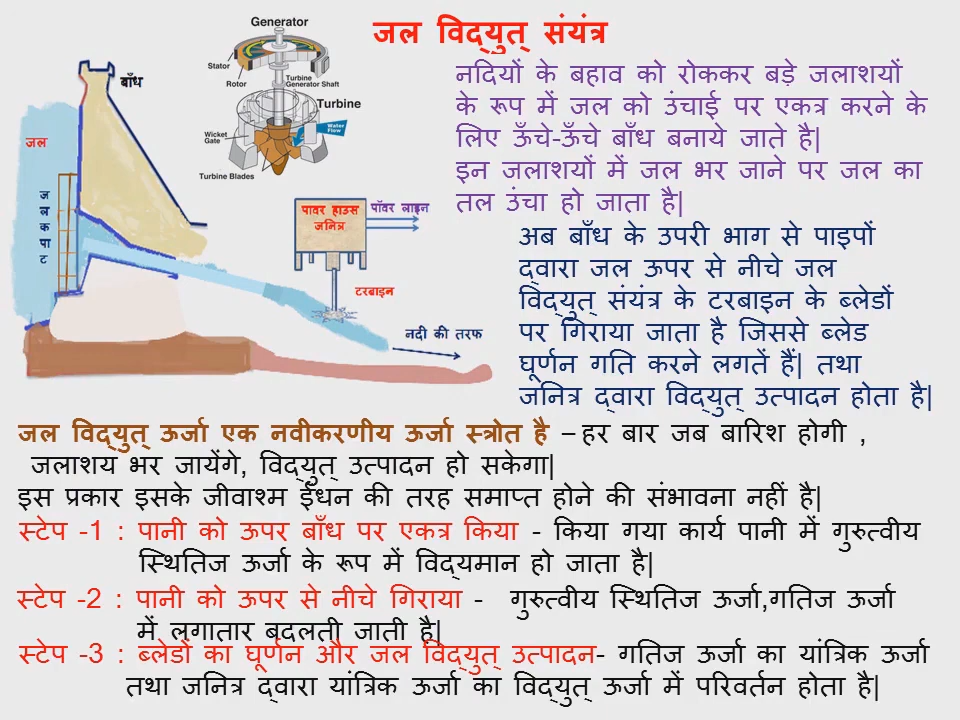 जल विद्युत् संयंत्र
Generator
Stator
Rotor
Turbine
Generator Shaft
Turbine
Water
Flow
Wicket
Gate
Turbine Blades
बाँध
जल
जलकपाट
पावर हाउस
जनित्र
पॉवर लाइन
टरबाइन
नदी की तरफ
नदियों के बहाव को रोककर बड़े जलाशयों
के रूप में जल को उंचाई पर एकत्र करने के
लिए ऊँचे-ऊँचे बाँध बनाये जाते है|
इन जलाशयों में जल भर जाने पर जल का
तल उंचा हो जाता है|
अब बाँध के उपरी भाग से पाइपों
द्वारा जल ऊपर से नीचे जल
विद्युत् संयंत्र के टरबाइन के ब्लेडों
पर गिराया जाता है जिससे ब्लेड
घूर्णन गति करने लगतें हैं| तथा
जनित्र द्वारा विद्युत् उत्पादन होता है|
जल विद्युत् ऊर्जा एक नवीकरणीय ऊर्जा स्त्रोत है – हर बार जब बारिश होगी ,
जलाशय भर जायेंगे, विद्युत् उत्पादन हो सकेगा|
इस प्रकार इसके जीवाश्म ईंधन की तरह समाप्त होने की संभावना नहीं है|
स्टेप -1 : पानी को ऊपर बाँध पर एकत्र किया - किया गया कार्य पानी में गुरुत्वीय
स्थितिज ऊर्जा के रूप में विद्यमान हो जाता है|
स्टेप -2 : पानी को ऊपर से नीचे गिराया - गुरुत्वीय स्थितिज ऊर्जा,गतिज ऊर्जा
में लगातार बदलती जाती है|
स्टेप -3 : ब्लेडों का घूर्णन और जल विद्युत् उत्पादन- गतिज ऊर्जा का यांत्रिक ऊर्जा
तथा जनित्र द्वारा यांत्रिक ऊर्जा का विद्युत् ऊर्जा में परिवर्तन होता है|